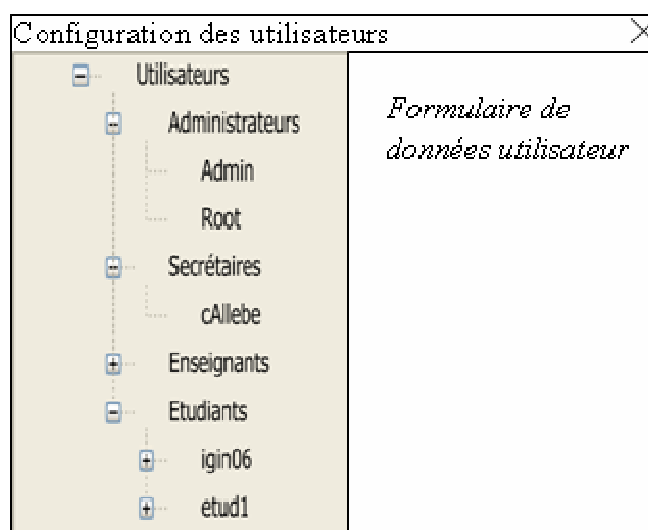 Configuration des utilisateurs
Utilisateurs
Administrateurs
Admin
Root
Secrétaires
cAllebe
Enseignants
Etudiants
igin06
etud1
Formulaire de
données utilisateur